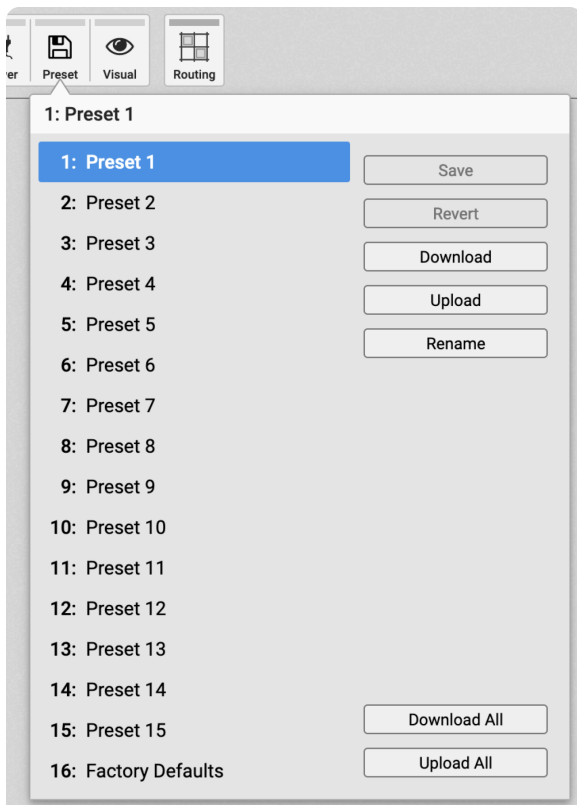 er
Preset
Visual
Routing
1: Preset 1
1: Preset 1
2: Preset 2
3: Preset 3
4: Preset 4
5: Preset 5
6: Preset 6
7: Preset 7
8: Preset 8
9: Preset 9
10: Preset 10
11: Preset 11
12: Preset 12
13: Preset 13
14: Preset 14
15: Preset 15
16: Factory Defaults
Save
Revert
Download
Upload
Rename
Download All
Upload All